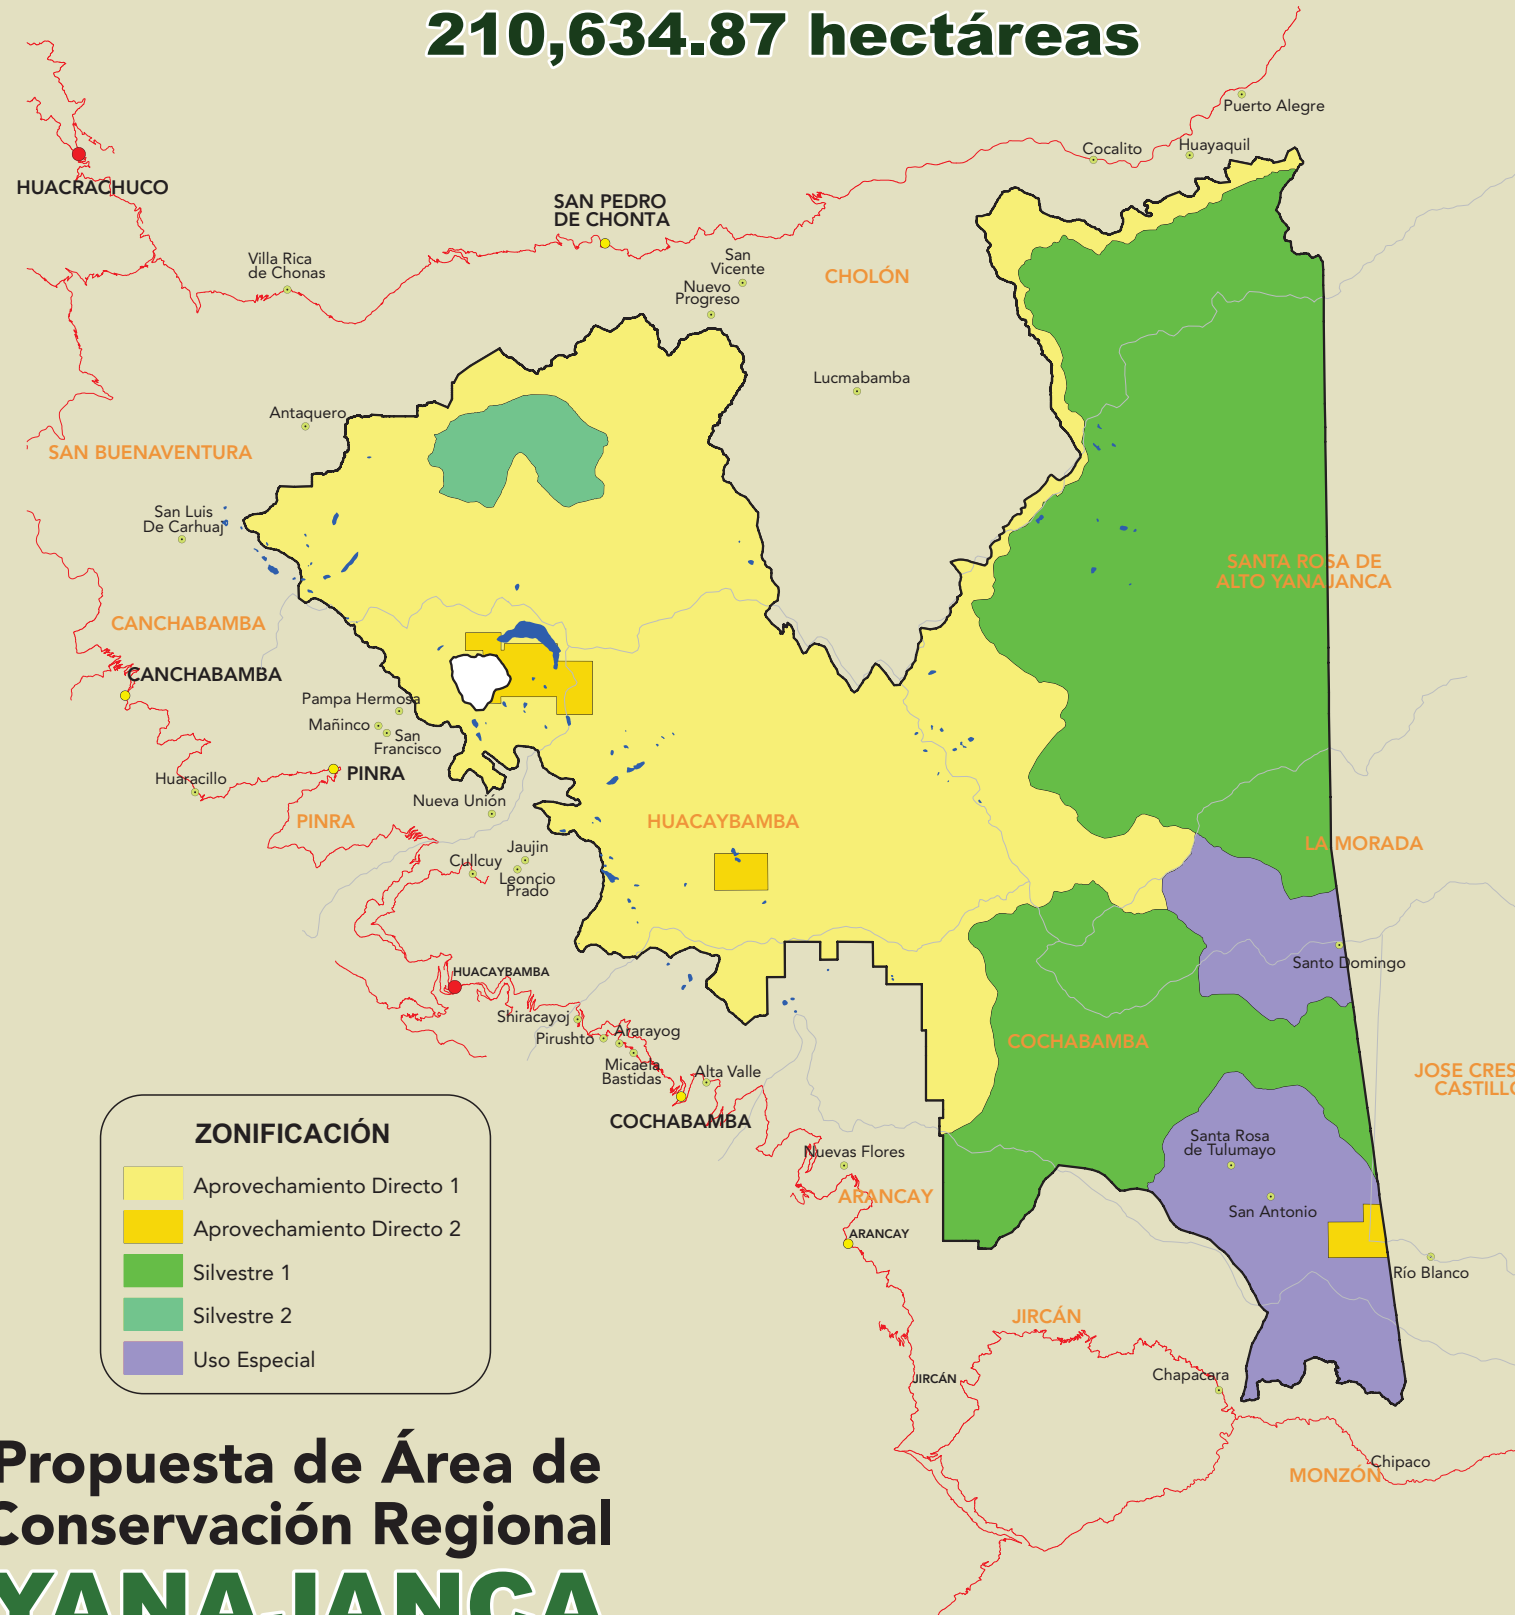 210,634.87 hectáreas
Puerto Alegre
Cocalito
Huayaquil
HUACRACHUCO
SAN PEDRO
DE CHONTA
Villa Rica
de Chonas
San
Vicente
Nuevo
Progreso
CHOLÓN
Lucmabamba
Antaquero
SAN BUENAVENTURA
San Luis
De Carhuaj
SANTA ROSA DE
ALTO YANAJANCA
CANCHABAMBA
CANCHABAMBA
Pampa Hermosa
Mañinco
San
Francisco
Huaracillo
PINRA
Nueva Unión
PINRA
HUACAYBAMBA
LA MORADA
Jaujin
Cullcuy
Leoncio
Prado
Santo Domingo
HUACAYBAMBA
Shiracayoj
Pirushto
Ararayog
Micaela
Bastidas
Alta Valle
COCHABAMBA
COCHABAMBA
JOSE CRES
CASTILLO
Santa Rosa
de Tulumayo
San Antonio
Nuevas Flores
ARANCAY
ARANCAY
Río Blanco
ZONIFICACIÓN
Aprovechamiento Directo 1
Aprovechamiento Directo 2
Silvestre 1
Silvestre 2
Uso Especial
JIRCÁN
JIRCÁN
Chapacara
Chipaco
MONZÓN
Propuesta de Área de
Conservación Regional
YANAJANCA